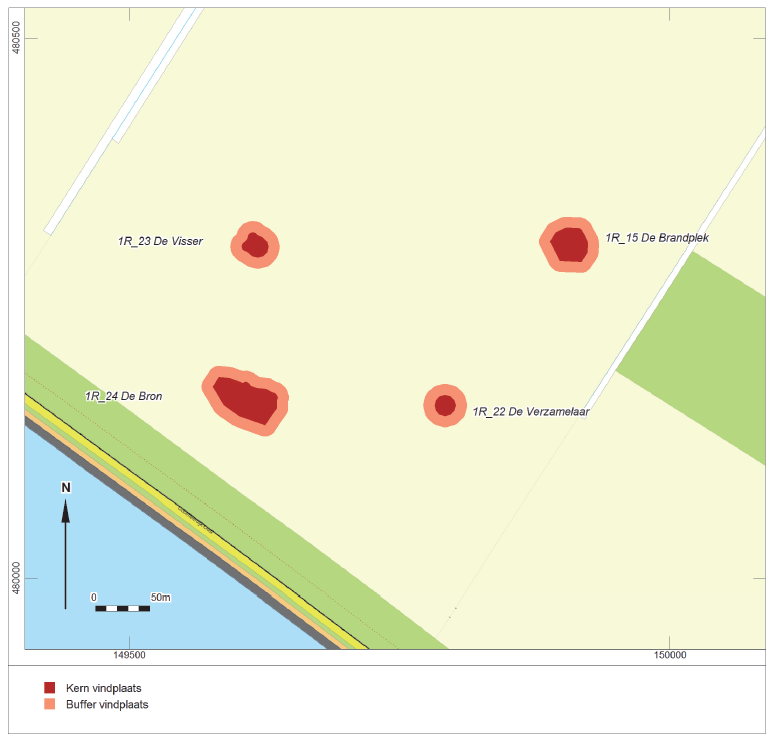 480500
1R_23 De Visser
1R_15 De Brandplek
1R_24 De Bron
1R_22 De Verzamelaar
N
480000
0 50m
149500 150000
Kern vindplaats
Buffer vindplaats